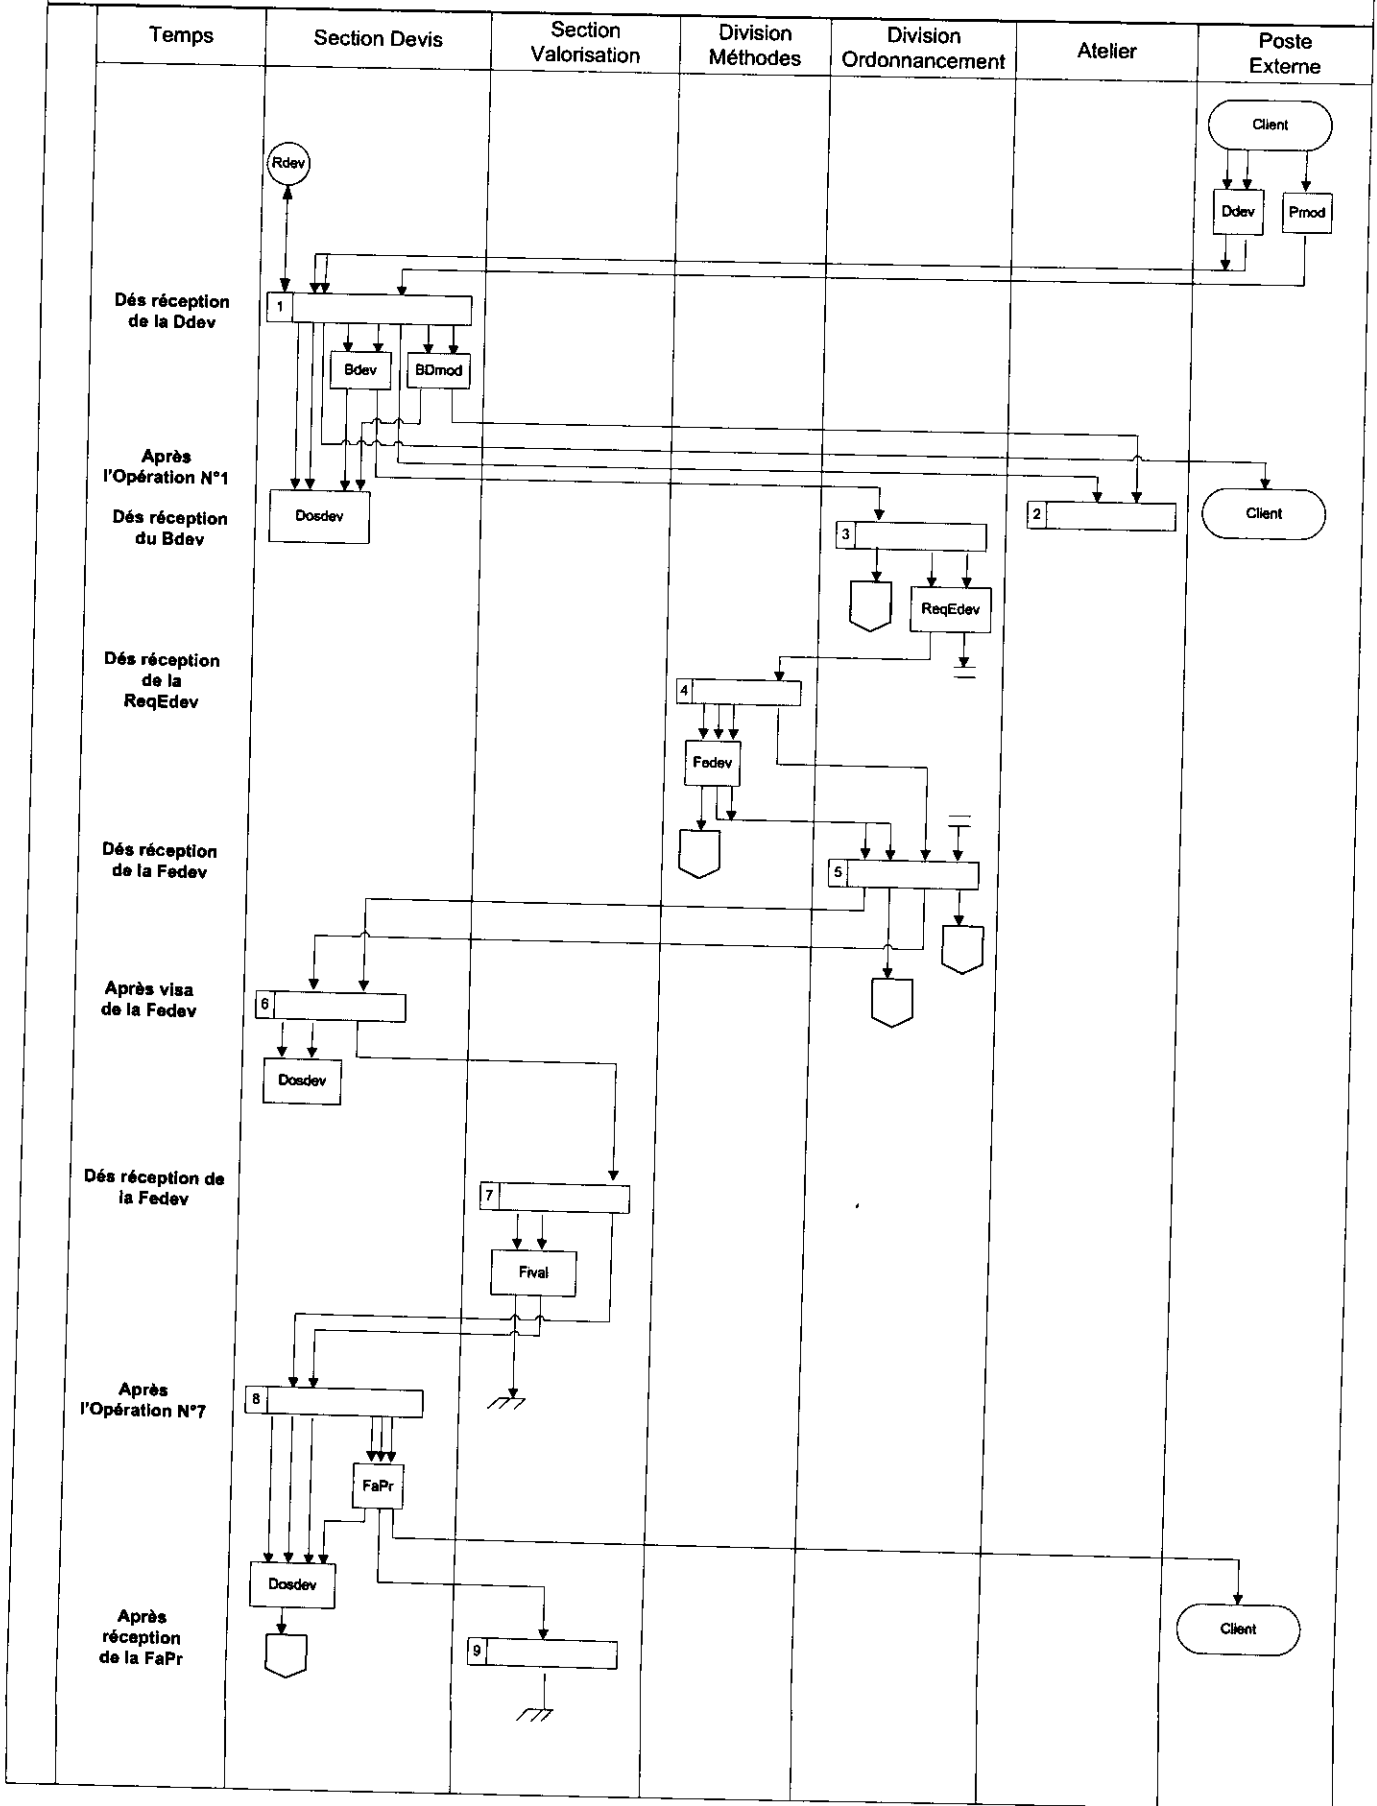 Temps
Section Devis
Section
Valorisation
Division
Méthodes
Division
Ordonnancement
Atelier
Poste
Externe
Client
Rdev
Ddev
Pmod
Dés réception
de la Ddev
1
Bdev
BDmod
Après
l'Opération N°1
Dosdev
2
Client
Dés réception
du Bdev
3
ReqEdev
Dés réception
de la
ReqEdev
4
Fedev
Dés réception
de la Fedev
5
Après visa
de la Fedev
6
Dosdev
Dés réception de
la Fedev
7
Fival
Après
l'Opération N°7
8
FaPr
Dosdev
Après
réception
de la FaPr
9
Client